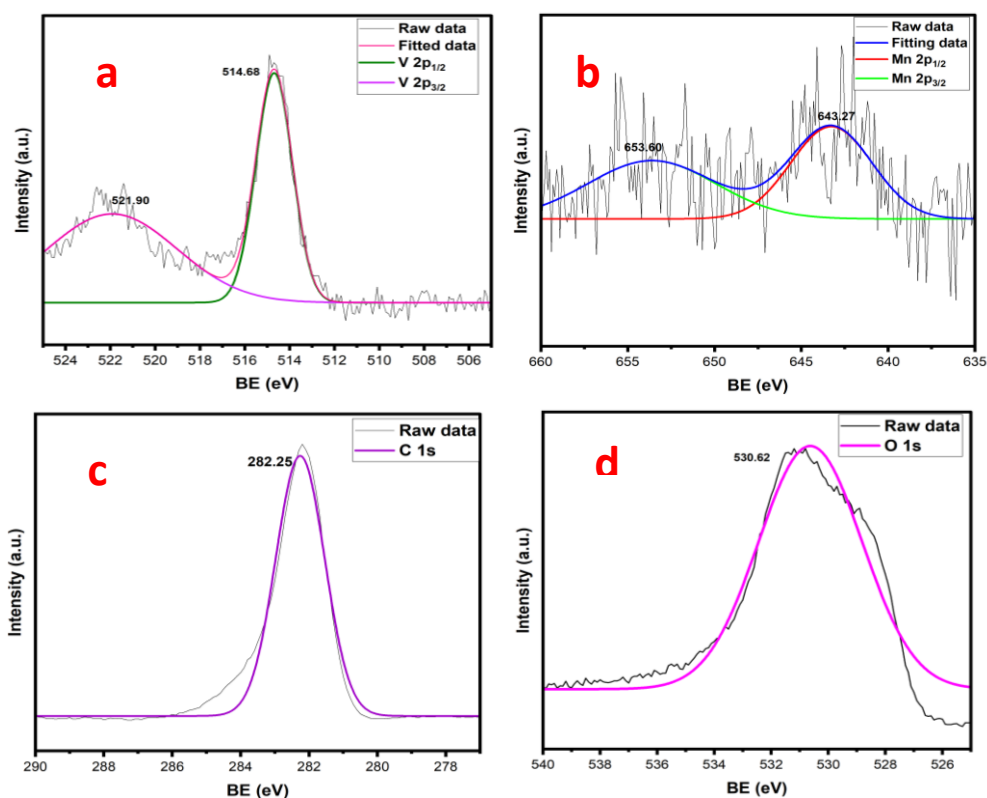 a
Raw data
Fitted data
V 2p1/2
V 2p3/2
514.68
521.90
Intensity (a.u.)
524 522 520 518 516 514 512 510 508 506
BE (eV)
b
Raw data
Fitting data
Mn 2p1/2
Mn 2p3/2
643.27
653.60
Intensity (a.u.)
660 655 650 645 640 635
BE (eV)
c
Raw data
C 1s
282.25
Intensity (a.u.)
290 288 286 284 282 280 278
BE (eV)
d
Raw data
O 1s
530.62
Intensity (a.u.)
540 538 536 534 532 530 528 526
BE (eV)